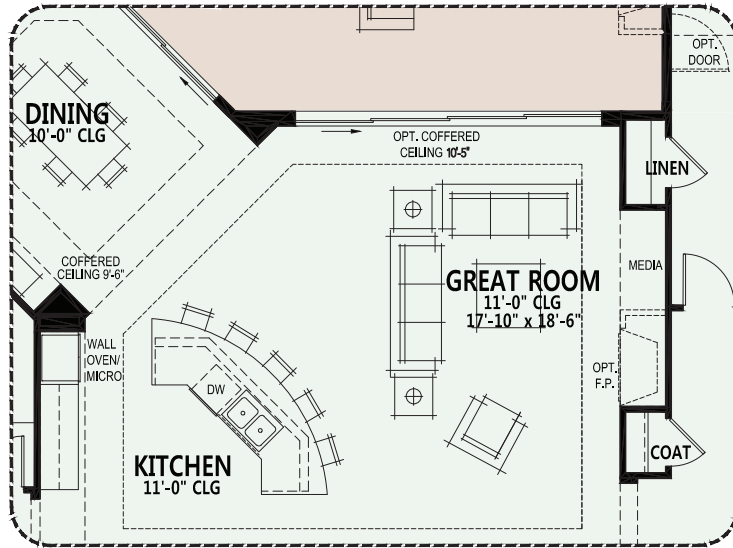 OPT.
DOOR
DINING
10'-0" CLG
OPT. COFFERED
CEILING 10'-5"
LINEN
COFFERED
CEILING 9'-6"
MEDIA
GREAT ROOM
11'-0" CLG
17'-10" x 18'-6"
WALL
OVEN/
MICRO
OPT.
F.P.
DW
KITCHEN
11'-0" CLG
COAT